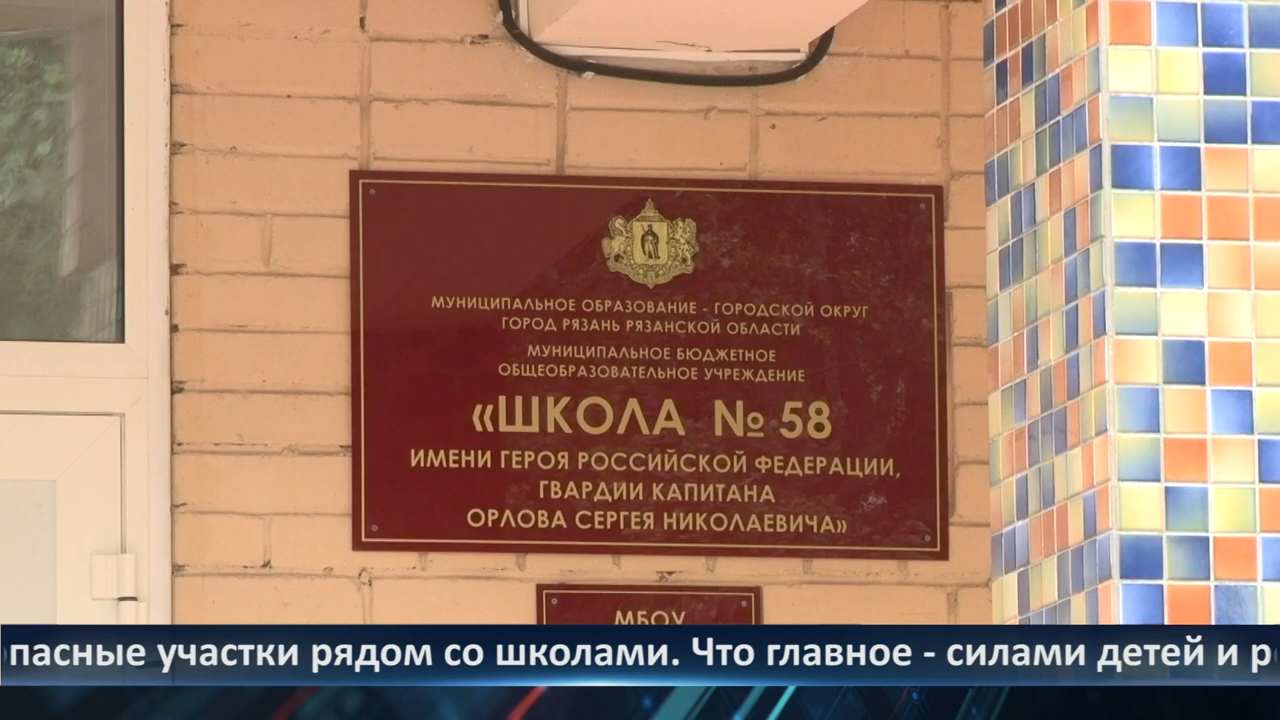 МУНИЦИПАЛЬНОЕ ОБРАЗОВАНИЕ - ГОРОДСКОЙ ОКРУГ
ГОРОД РЯЗАНЬ РЯЗАНСКОЙ ОБЛАСТИ
МУНИЦИПАЛЬНОЕ БЮДЖЕТНОЕ
ОБЩЕОБРАЗОВАТЕЛЬНОЕ УЧРЕЖДЕНИЕ
«ШКОЛА № 58
ИМЕНИ ГЕРОЯ РОССИЙСКОЙ ФЕДЕРАЦИИ,
ГВАРДИИ КАПИТАНА
ОРЛОВА СЕРГЕЯ НИКОЛАЕВИЧА»
МБОУ
опасные участки рядом со школами. Что главное - силами детей и р